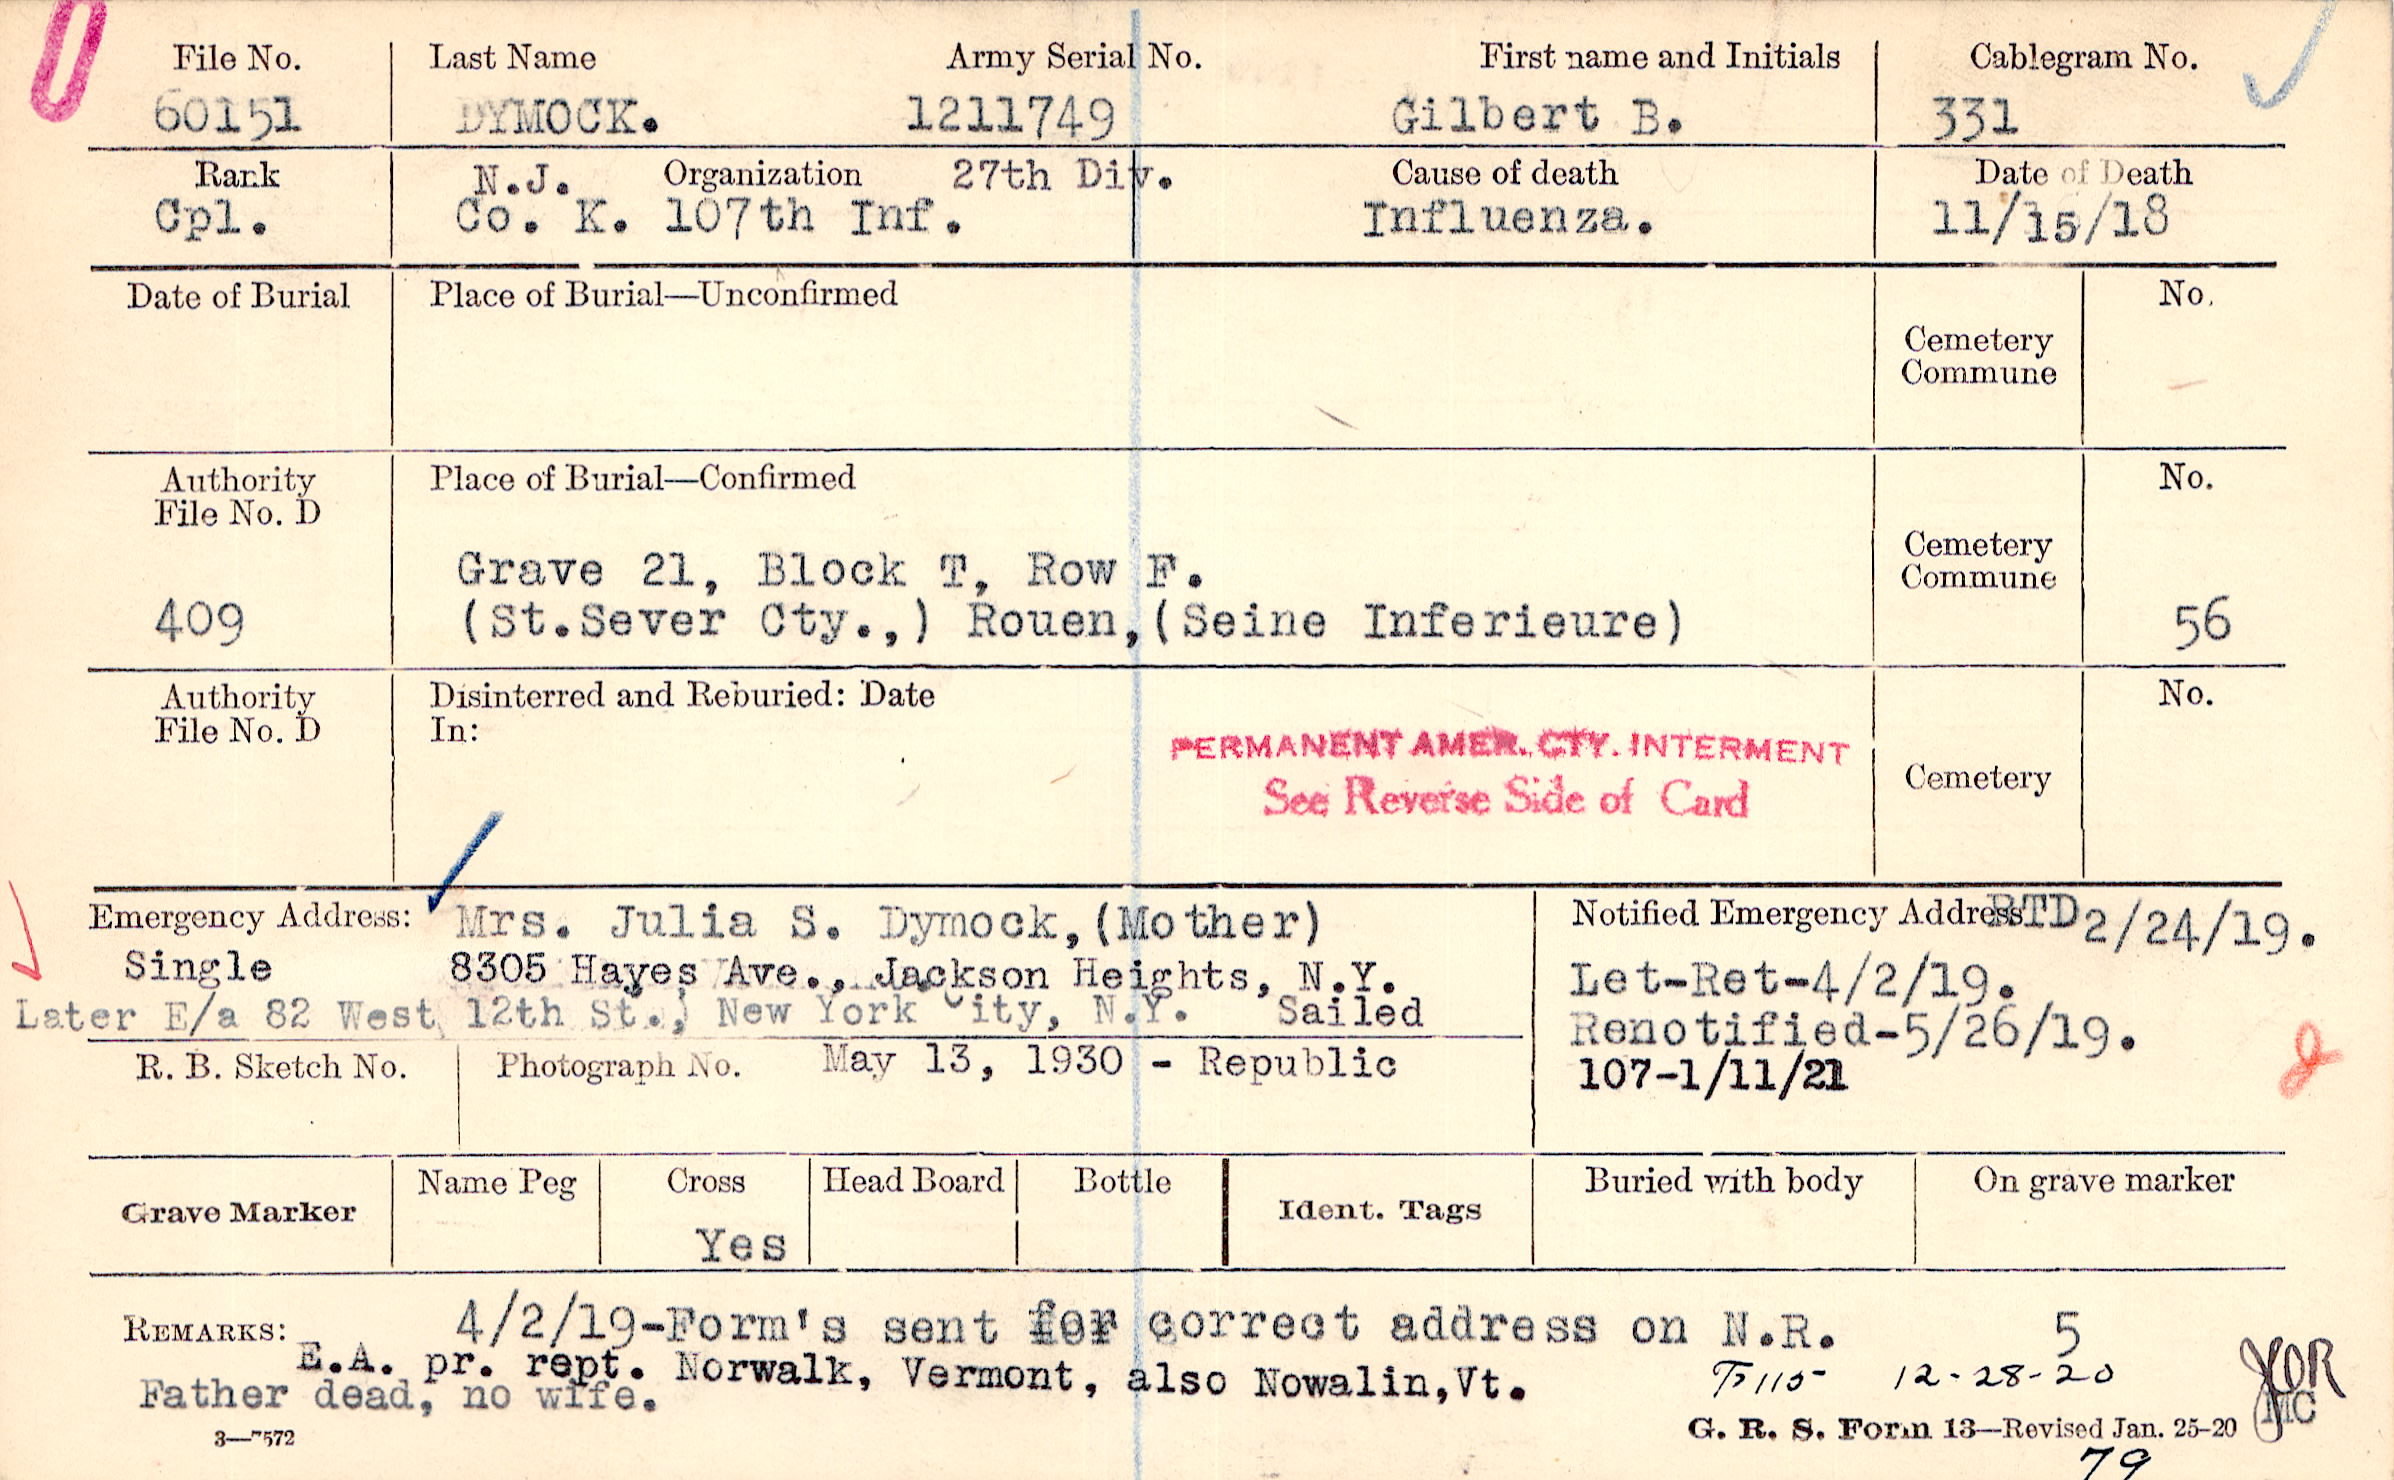 File No. Last Name Army Serial No. First name and Initials Cablegram No.
60151 DYMOCK. 1211749 Gilbert B. 331
Rank N.J. Organization 27th Div. Cause of death Date of Death
Cpl. Co. K. 107th Inf. Influenza. 11/15/18
Date of Burial Place of Burial—Unconfirmed No.
Cemetery
Commune
Authority Place of Burial—Confirmed No.
File No. D
Cemetery
Commune
Grave 21, Block T, Row F.
409 (St.Sever Cty.,) Rouen,(Seine Inferieure) 56
Authority Disinterred and Reburied: Date No.
File No. D In:
PERMANENT AMER. CTY. INTERMENT
Cemetery
See Reverse Side of Card
Emergency Address: Mrs. Julia S. Dymock,(Mother) Notified Emergency Address BTD 2/24/19.
Single 8305 Hayes Ave., Jackson Heights, N.Y. Let-Ret-4/2/19.
Later E/a 82 West 12th St., New York City, N.Y. Sailed Renotified-5/26/19.
R. B. Sketch No. Photograph No. May 13, 1930 - Republic 107-1/11/21
Grave Marker Name Peg Cross Head Board Bottle Ident. Tags Buried with body On grave marker
Yes
REMARKS: 4/2/19-Form's sent for correct address on N.R. 5
E.A. pr. rept. Norwalk, Vermont, also Nowalin,Vt. 12-28-20
Father dead, no wife.
3—7572 G. R. S. Form 13—Revised Jan. 25-20 MC
79